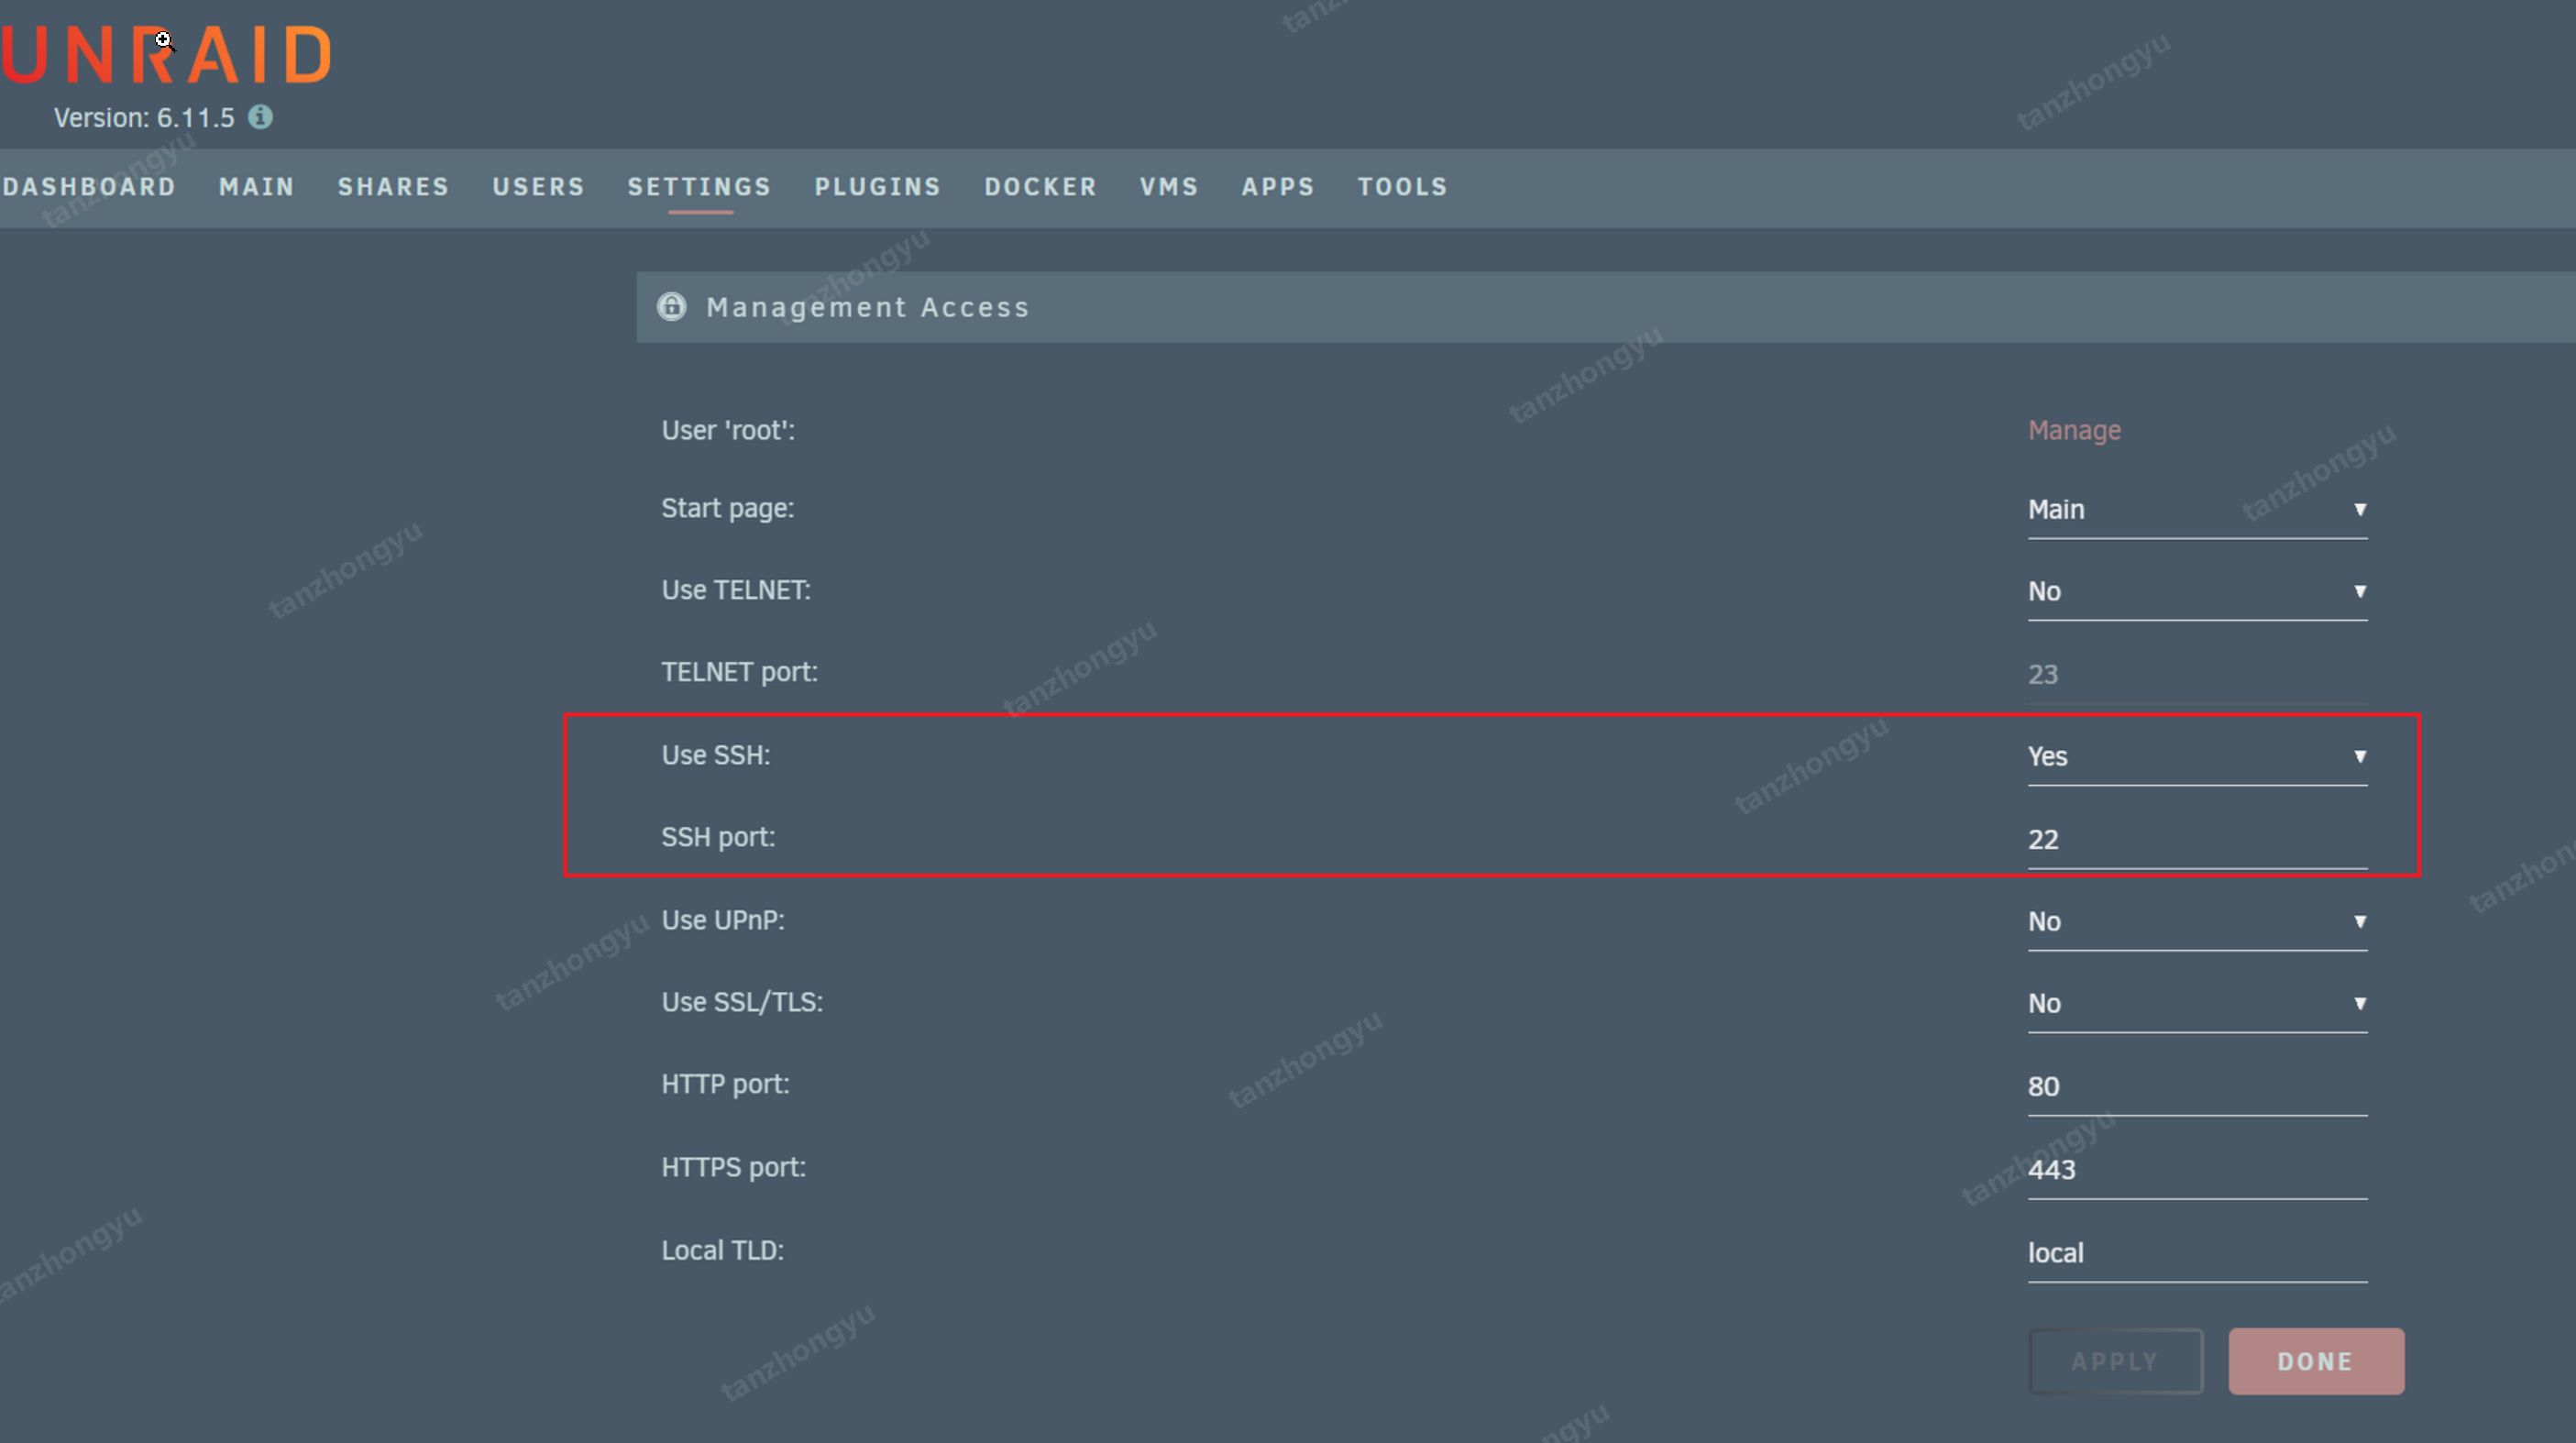 UNRAID
Version: 6.11.5
DASHBOARD MAIN SHARES USERS SETTINGS PLUGINS DOCKER VMS APPS TOOLS
Management Access
User 'root': Manage
Start page: Main
Use TELNET: No
TELNET port: 23
Use SSH: Yes
SSH port: 22
Use UPnP: No
Use SSL/TLS: No
HTTP port: 80
HTTPS port: 443
Local TLD: local
APPLY DONE
tanzhongyu